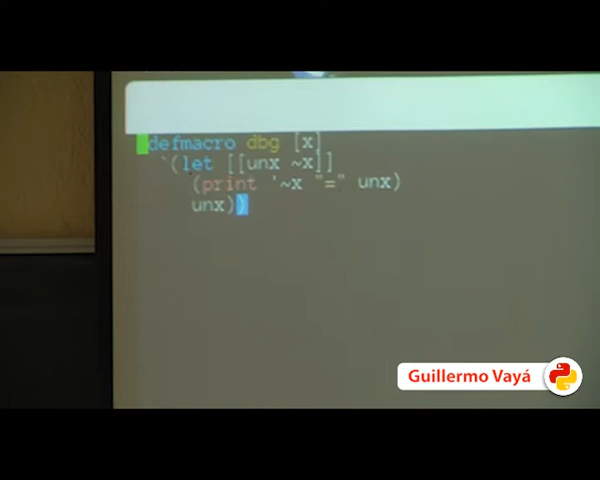 (defmacro dbg [x]
`(let [[unx ~x]]
(print '~x "=" unx)
unx))
Guillermo Vayá